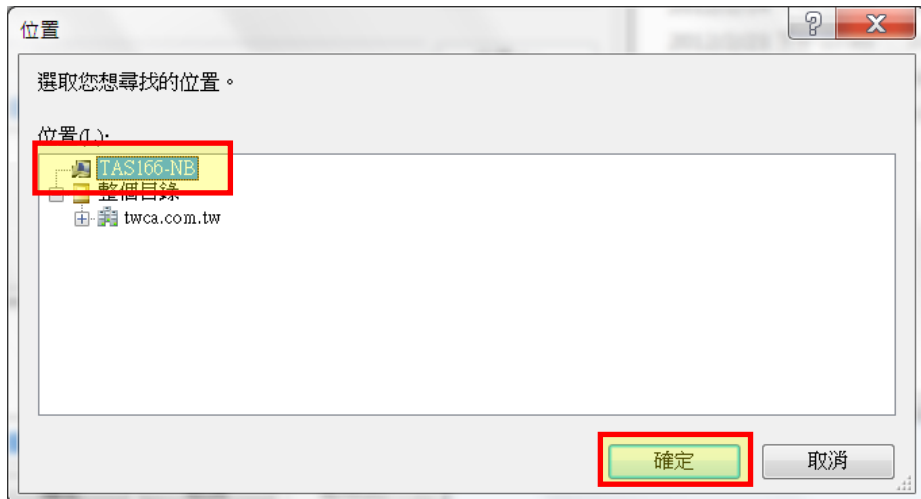 位置
選取您想尋找的位置。
位置(L):
TAS166-NB
整個目錄
twca.com.tw
確定
取消